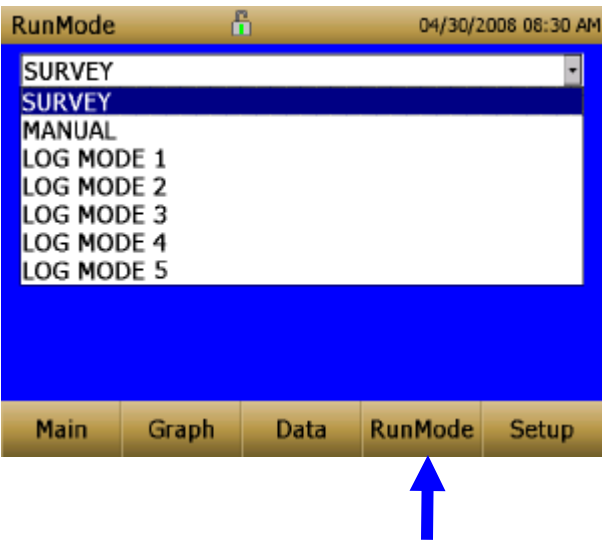 RunMode 04/30/2008 08:30 AM
SURVEY
SURVEY
MANUAL
LOG MODE 1
LOG MODE 2
LOG MODE 3
LOG MODE 4
LOG MODE 5
Main Graph Data RunMode Setup